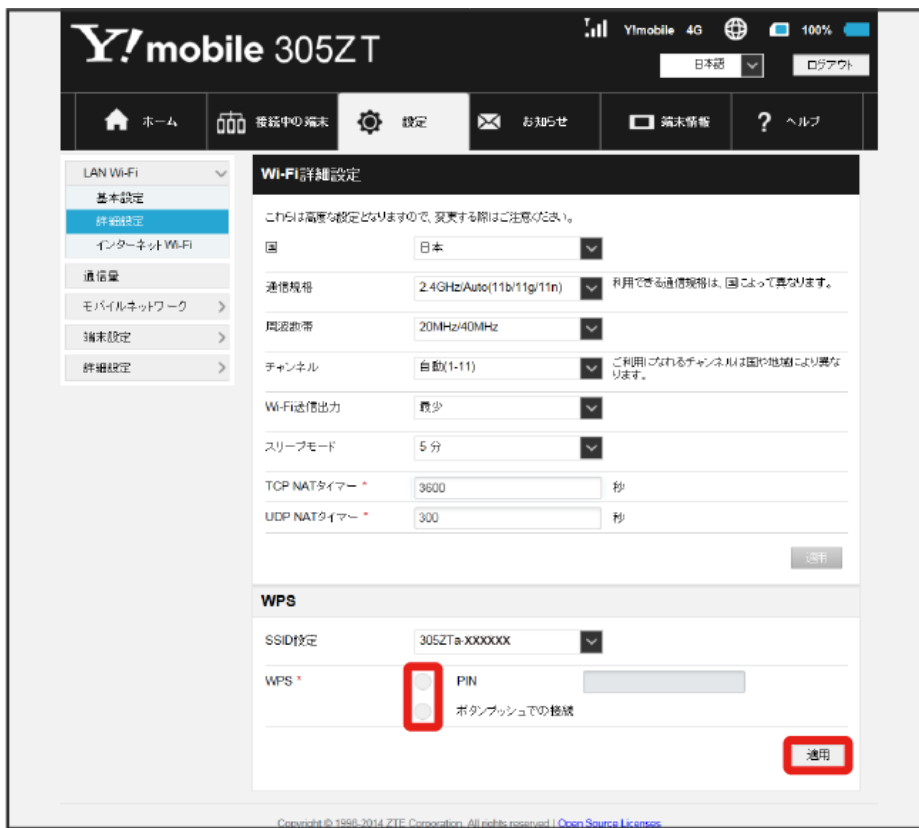 Y!mobile 305ZT
Y!mobile 4G 100%
日本語 ログアウト
ホーム 接続中の端末 設定 お知らせ 端末情報 ? ヘルプ
LAN Wi-Fi
基本設定
詳細設定
インターネットWi-Fi
通信量
モバイルネットワーク
端末設定
詳細設定
Wi-Fi詳細設定
これらは高度な設定となりますので、変更する際はご注意ください。
国 日本
通信規格 2.4GHz/Auto(11b/11g/11n) 利用できる通信規格は、国によって異なります。
周波数帯 20MHz/40MHz
チャンネル 自動(1-11) ご利用になれるチャンネルは国や地域により異な
ります。
Wi-Fi送信出力 最少
スリープモード 5分
TCP NATタイマー * 3600 秒
UDP NATタイマー * 300 秒
適用
WPS
SSID設定 305ZTa-XXXXXX
WPS * PIN
ボタンプッシュでの接続
適用
Copyright © 1998-2014 ZTE Corporation. All rights reserved | Open Source Licenses